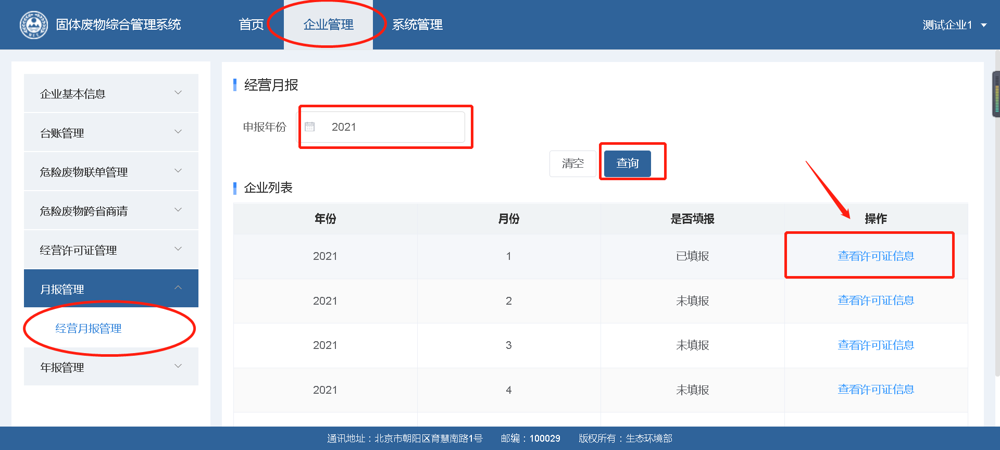 固体废物综合管理系统 首页 企业管理 系统管理 测试企业1
企业基本信息
台账管理
危险废物联单管理
危险废物跨省商请
经营许可证管理
月报管理
经营月报管理
年报管理
经营月报
申报年份 2021
清空 查询
企业列表
年份 月份 是否填报 操作
2021 1 已填报 查看许可证信息
2021 2 未填报 查看许可证信息
2021 3 未填报 查看许可证信息
2021 4 未填报 查看许可证信息
通讯地址：北京市朝阳区育慧南路1号 邮编：100029 版权所有：生态环境部